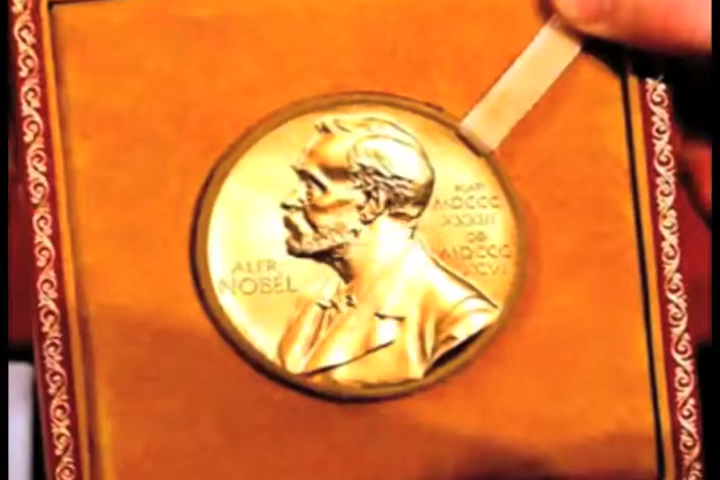 ALFR.
NOBEL
NAT.
MDCCC
XXXIII
OB.
MDCCC
XCVI